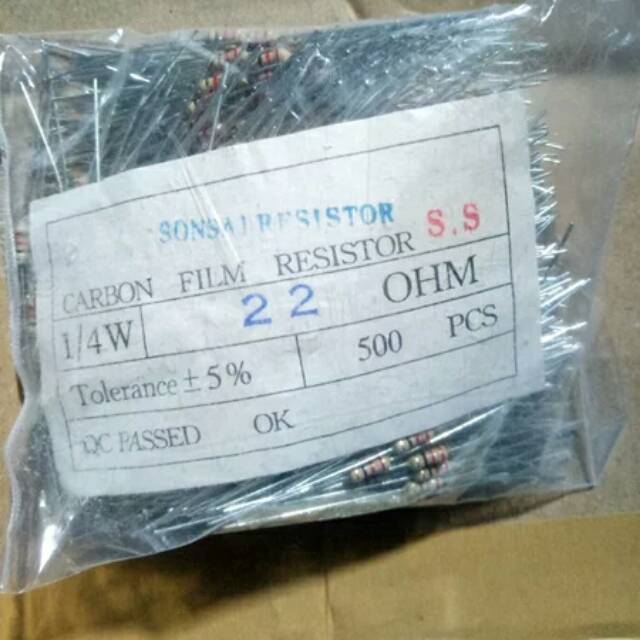 SONSAI RESISTOR S.S
CARBON FILM RESISTOR
1/4W 22 OHM
Tolerance ± 5% 500 PCS
QC PASSED OK